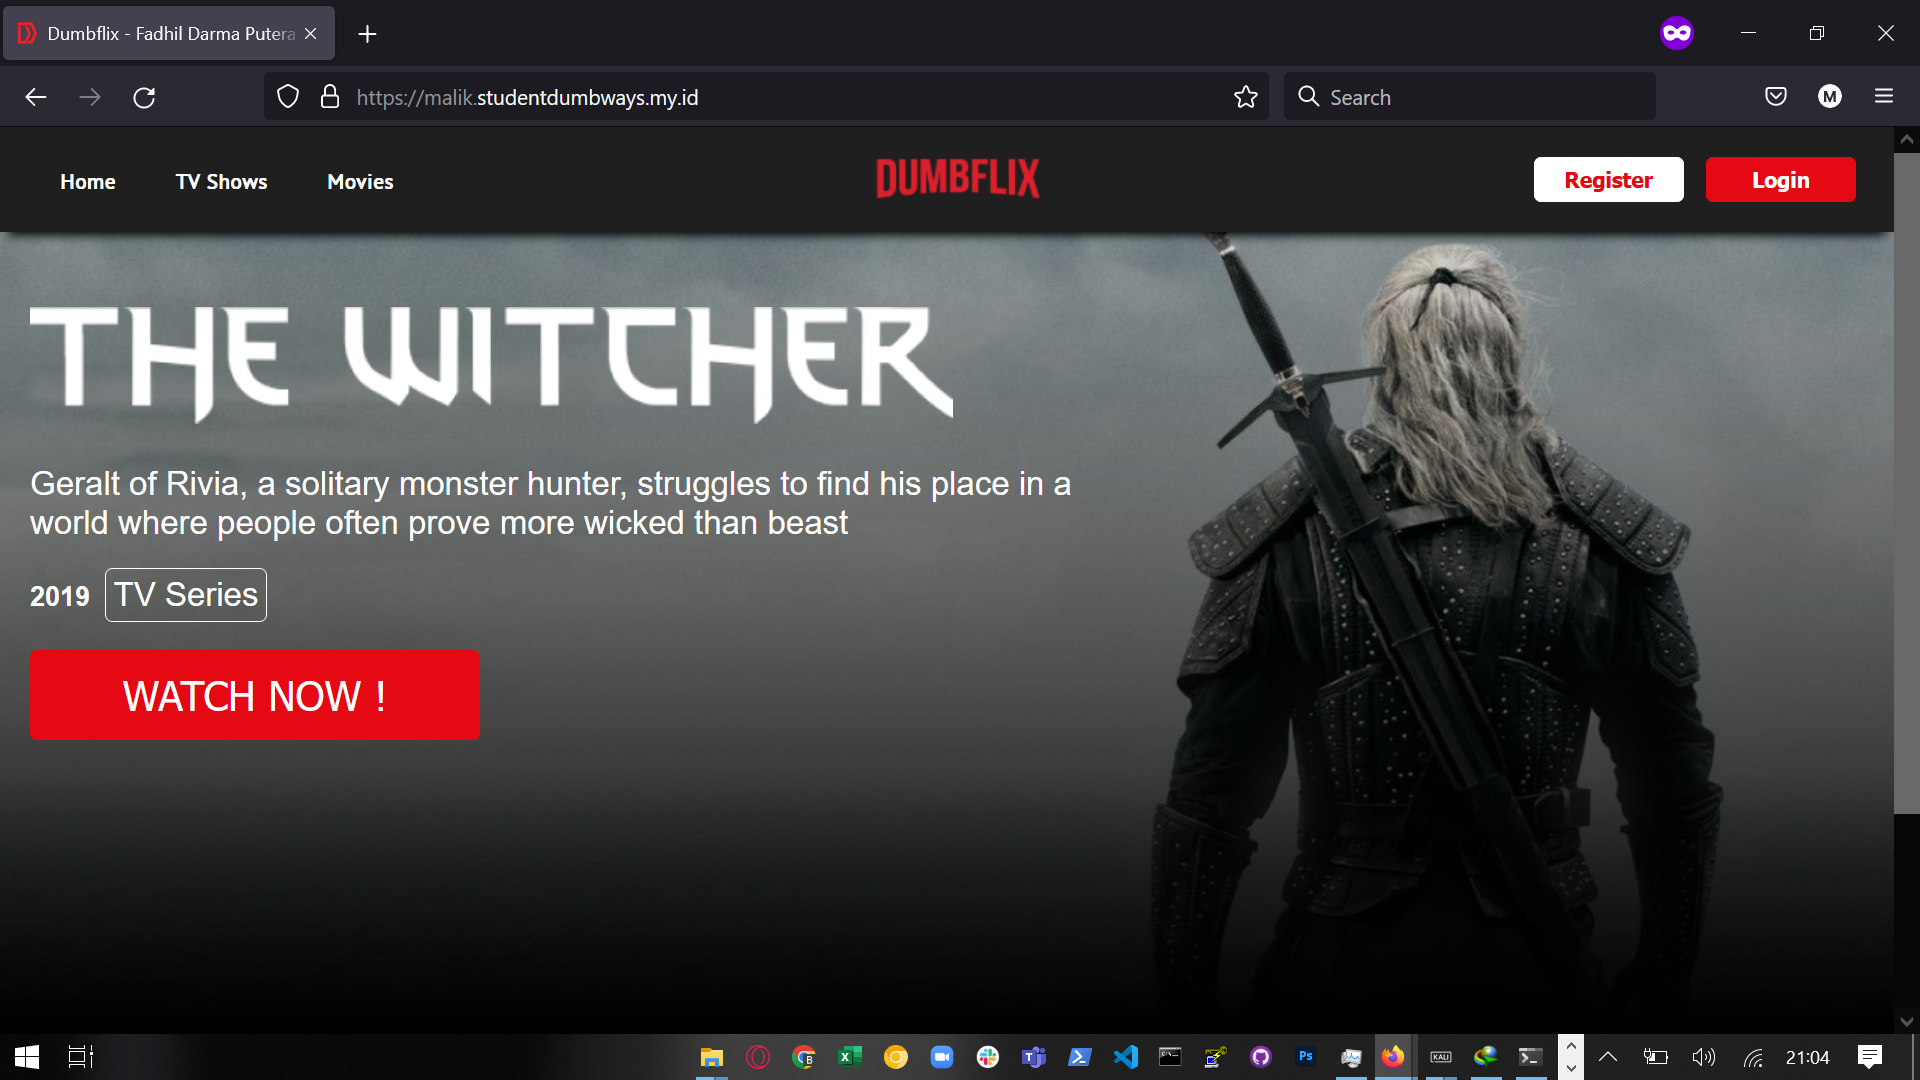 Dumbflix - Fadhil Darma Putera
https://malik.studentdumbways.my.id
Search
M
Home
TV Shows
Movies
DUMBFLIX
Register
Login
THE WITCHER
Geralt of Rivia, a solitary monster hunter, struggles to find his place in a
world where people often prove more wicked than beast
2019
TV Series
WATCH NOW !
B
Ps
KALI
21:04